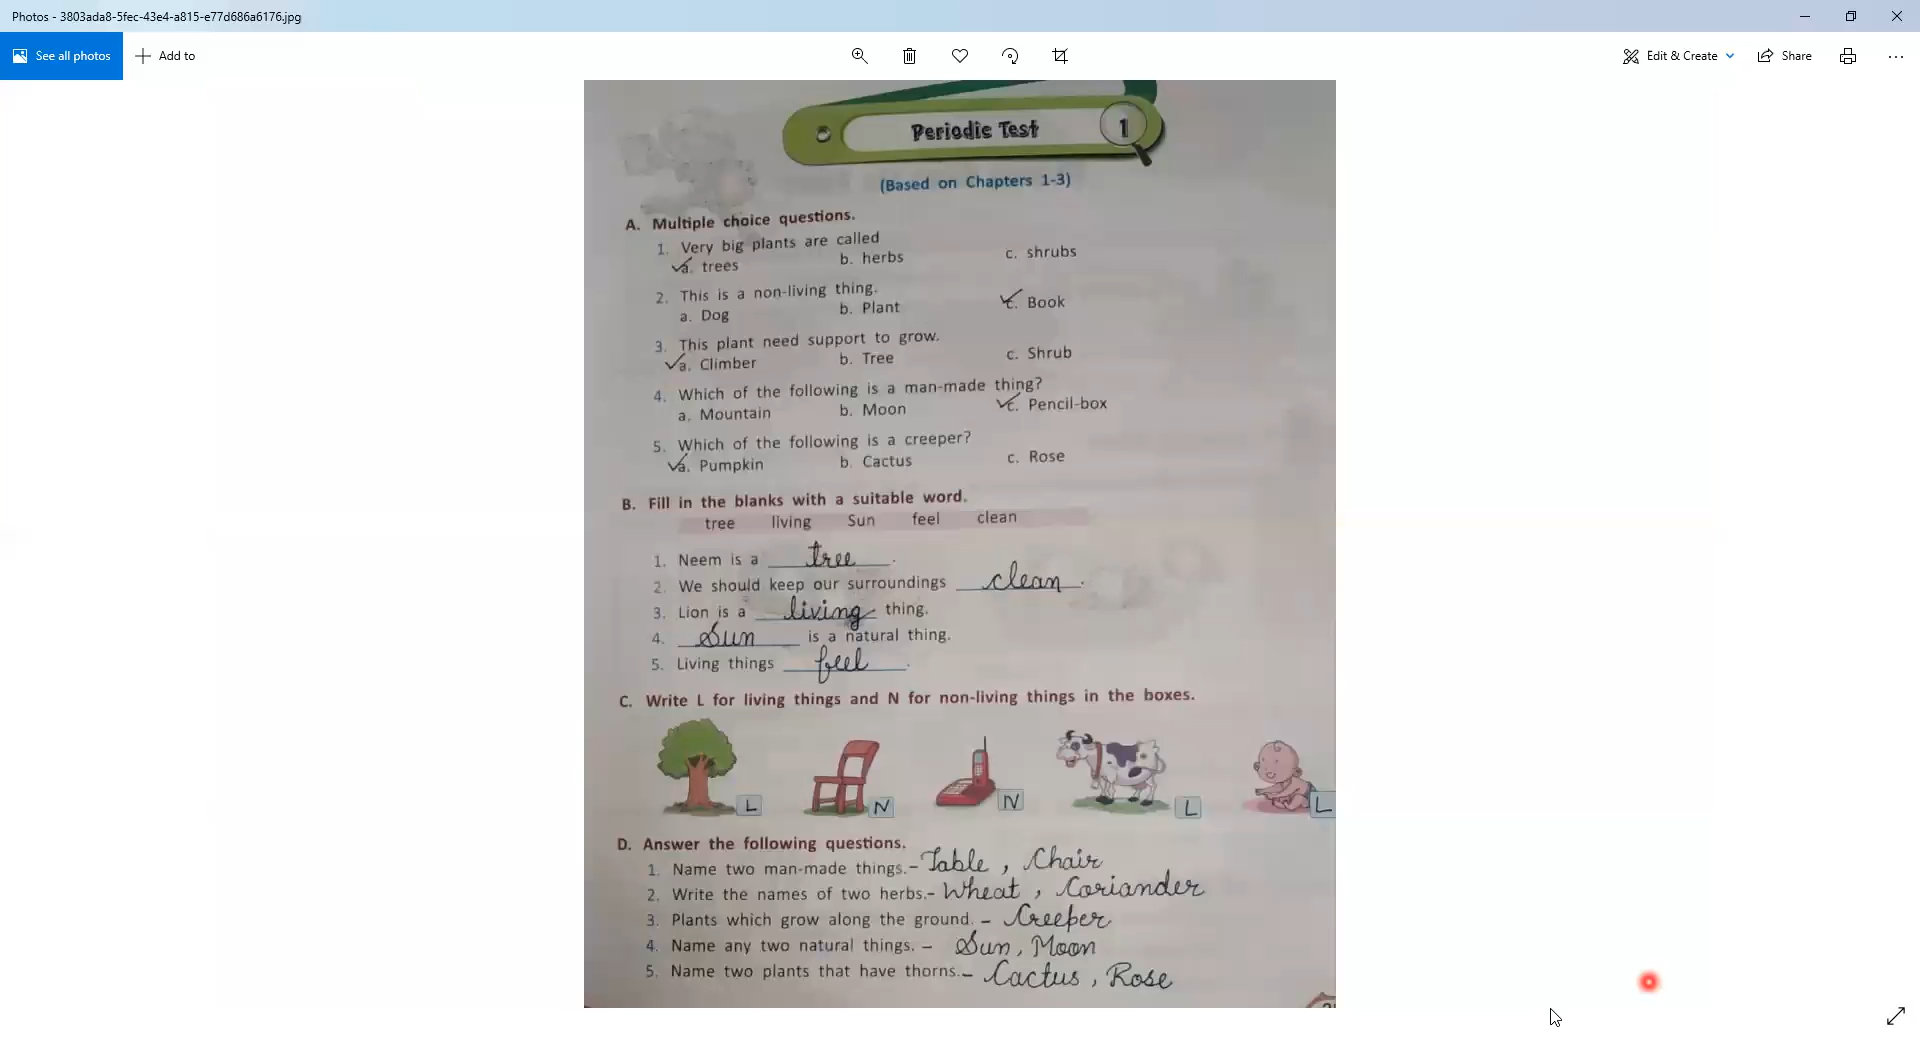 Photos - 3803ada8-5fec-43e4-a815-e77d686a6176.jpg
See all photos Add to Edit & Create Share
Periodic Test 1
(Based on Chapters 1-3)
A. Multiple choice questions.
1. Very big plants are called
a. trees b. herbs c. shrubs
2. This is a non-living thing.
a. Dog b. Plant c. Book
3. This plant need support to grow.
a. Climber b. Tree c. Shrub
4. Which of the following is a man-made thing?
a. Mountain b. Moon c. Pencil-box
5. Which of the following is a creeper?
a. Pumpkin b. Cactus c. Rose
B. Fill in the blanks with a suitable word.
tree living Sun feel clean
1. Neem is a tree.
2. We should keep our surroundings clean.
3. Lion is a living thing.
4. Sun is a natural thing.
5. Living things feel.
C. Write L for living things and N for non-living things in the boxes.
L N N L L
D. Answer the following questions.
1. Name two man-made things.- Table, Chair
2. Write the names of two herbs.- Wheat, Coriander
3. Plants which grow along the ground. - Creeper
4. Name any two natural things. - Sun, Moon
5. Name two plants that have thorns.- Cactus, Rose